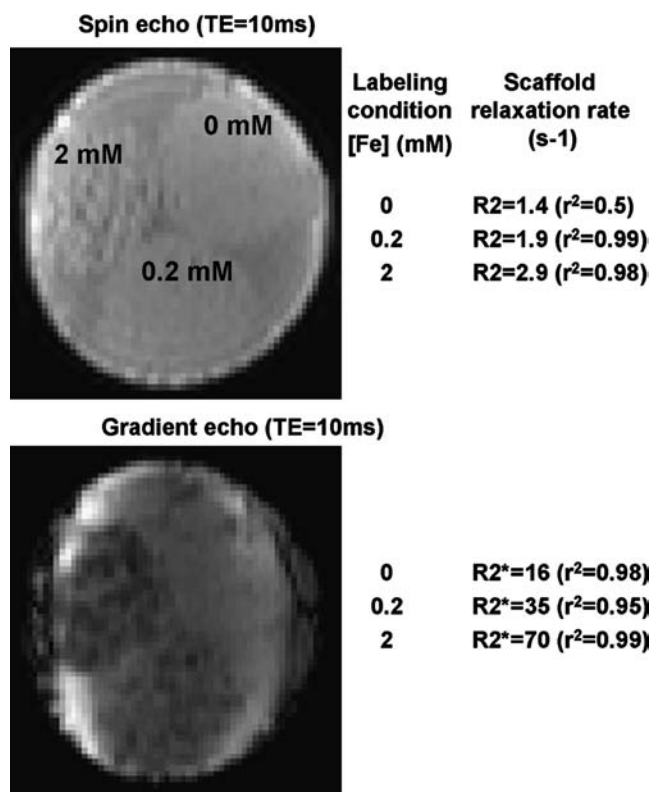 Spin echo (TE=10ms)
0 mM
2 mM
0.2 mM
Labeling condition [Fe] (mM)
Scaffold relaxation rate (s-1)
0 R2=1.4 (r²=0.5)
0.2 R2=1.9 (r²=0.99)
2 R2=2.9 (r²=0.98)
Gradient echo (TE=10ms)
0 R2*=16 (r²=0.98)
0.2 R2*=35 (r²=0.95)
2 R2*=70 (r²=0.99)